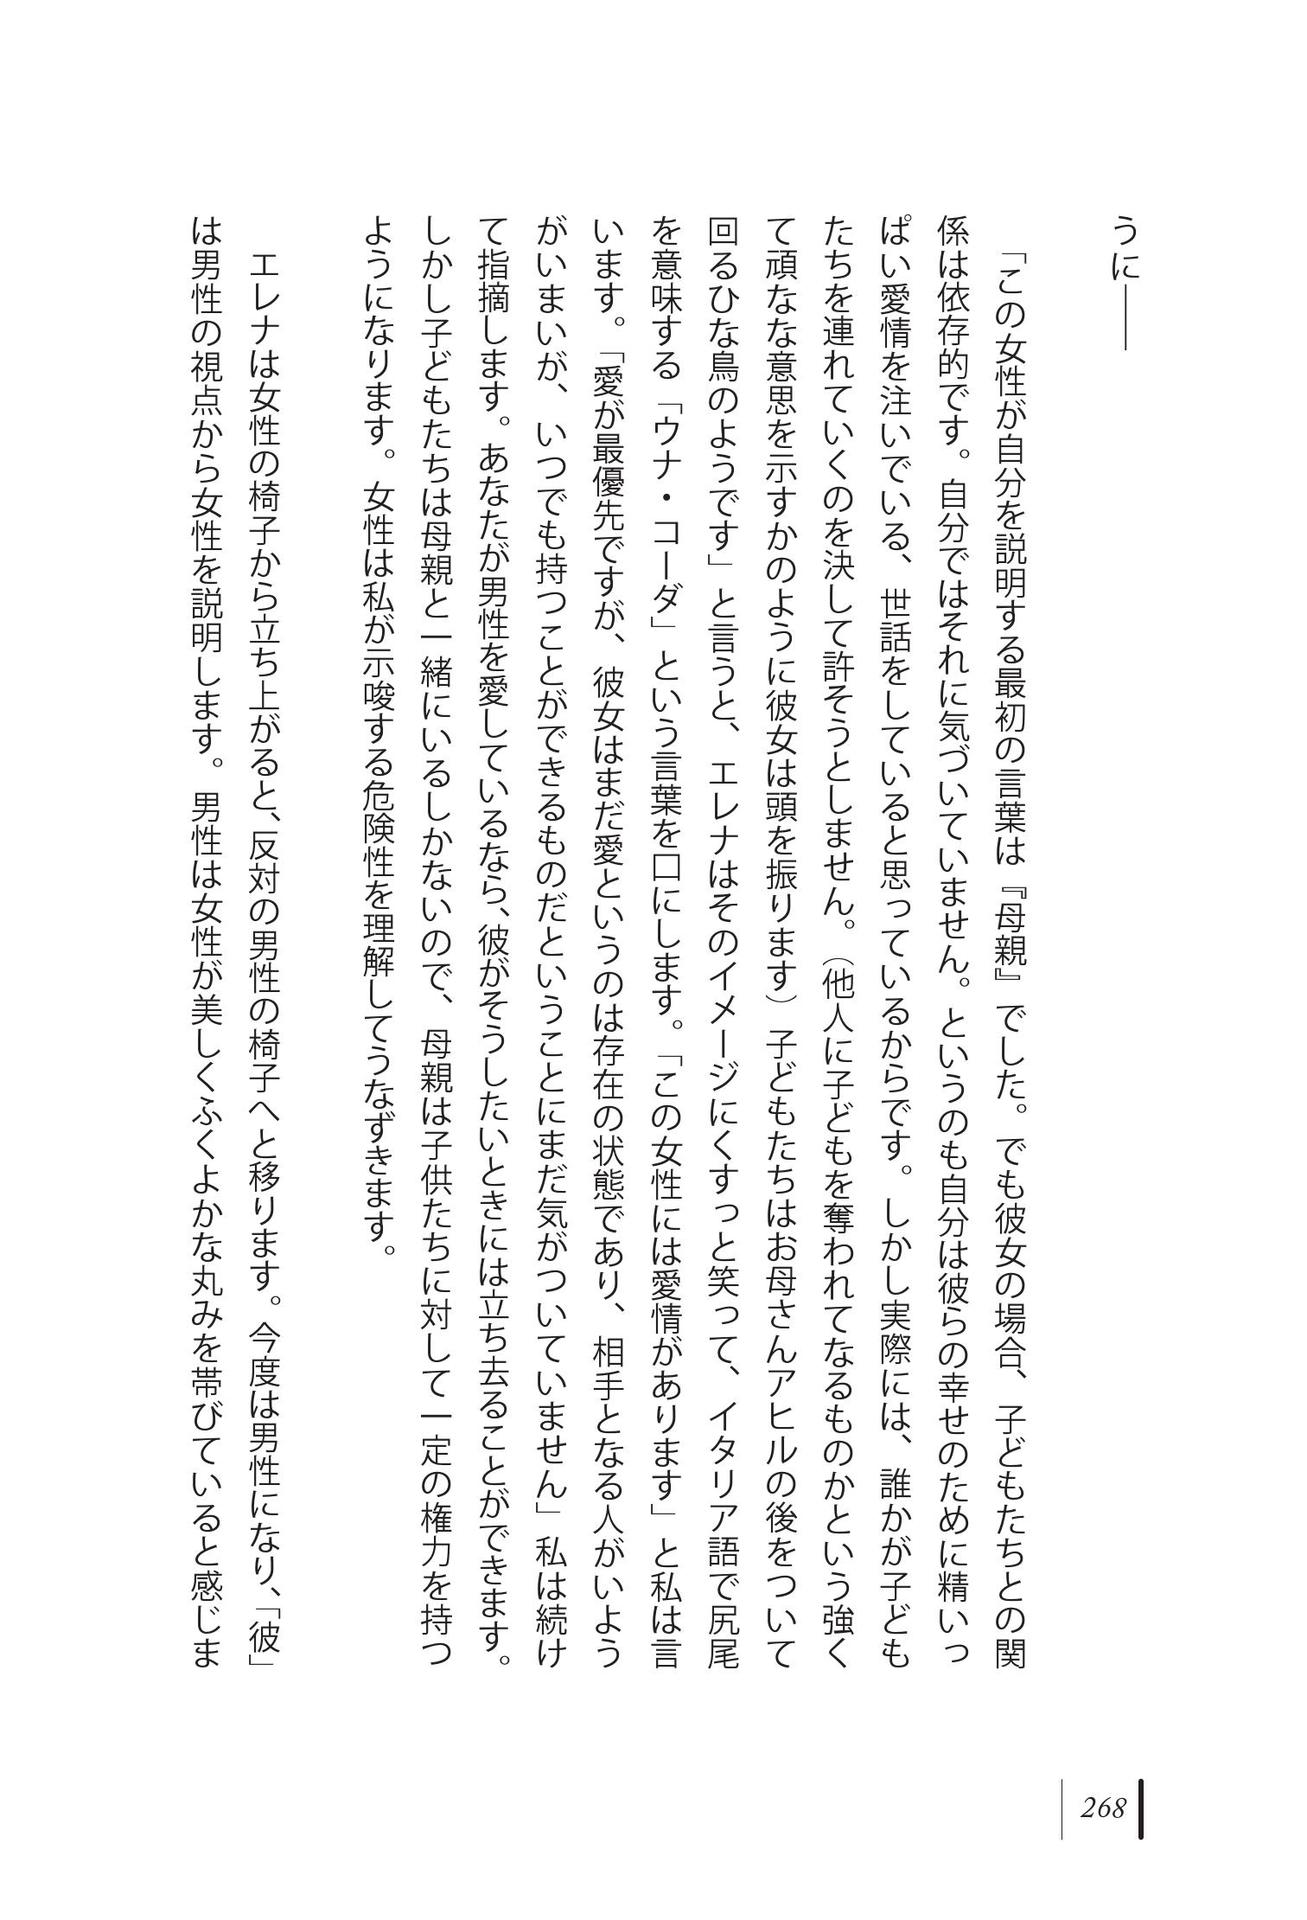 うに――
「この女性が自分を説明する最初の言葉は『母親』でした。でも彼女の場合、子どもたちとの関
係は依存的です。自分ではそれに気づいていません。というのも自分は彼らの幸せのために精いっ
ぱい愛情を注いでいる、世話をしていると思っているからです。しかし実際には、誰かが子ども
たちを連れていくのを決して許そうとしません。（他人に子どもを奪われてなるものかという強く
て頑なな意思を示すかのように彼女は頭を振ります）子どもたちはお母さんアヒルの後をついて
回るひな鳥のようです」と言うと、エレナはそのイメージにくすっと笑って、イタリア語で尻尾
を意味する「ウナ・コーダ」という言葉を口にします。「この女性には愛情があります」と私は言
います。「愛が最優先ですが、彼女はまだ愛というのは存在の状態であり、相手となる人がいよう
がいまいが、いつでも持つことができるものだということにまだ気がついていません」私は続け
て指摘します。あなたが男性を愛しているなら、彼がそうしたいときには立ち去ることができます。
しかし子どもたちは母親と一緒にいるしかないので、母親は子供たちに対して一定の権力を持つ
ようになります。女性は私が示唆する危険性を理解してうなずきます。
エレナは女性の椅子から立ち上がると、反対の男性の椅子へと移ります。今度は男性になり、「彼」
は男性の視点から女性を説明します。男性は女性が美しくふくよかな丸みを帯びていると感じま
268